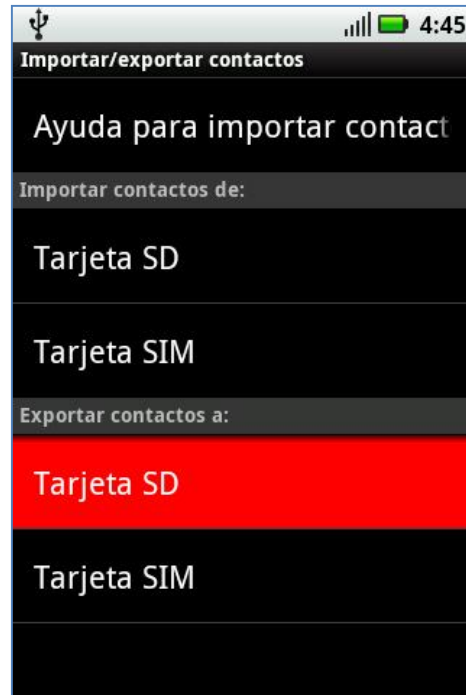 4:45
Importar/exportar contactos
Ayuda para importar contact
Importar contactos de:
Tarjeta SD
Tarjeta SIM
Exportar contactos a:
Tarjeta SD
Tarjeta SIM